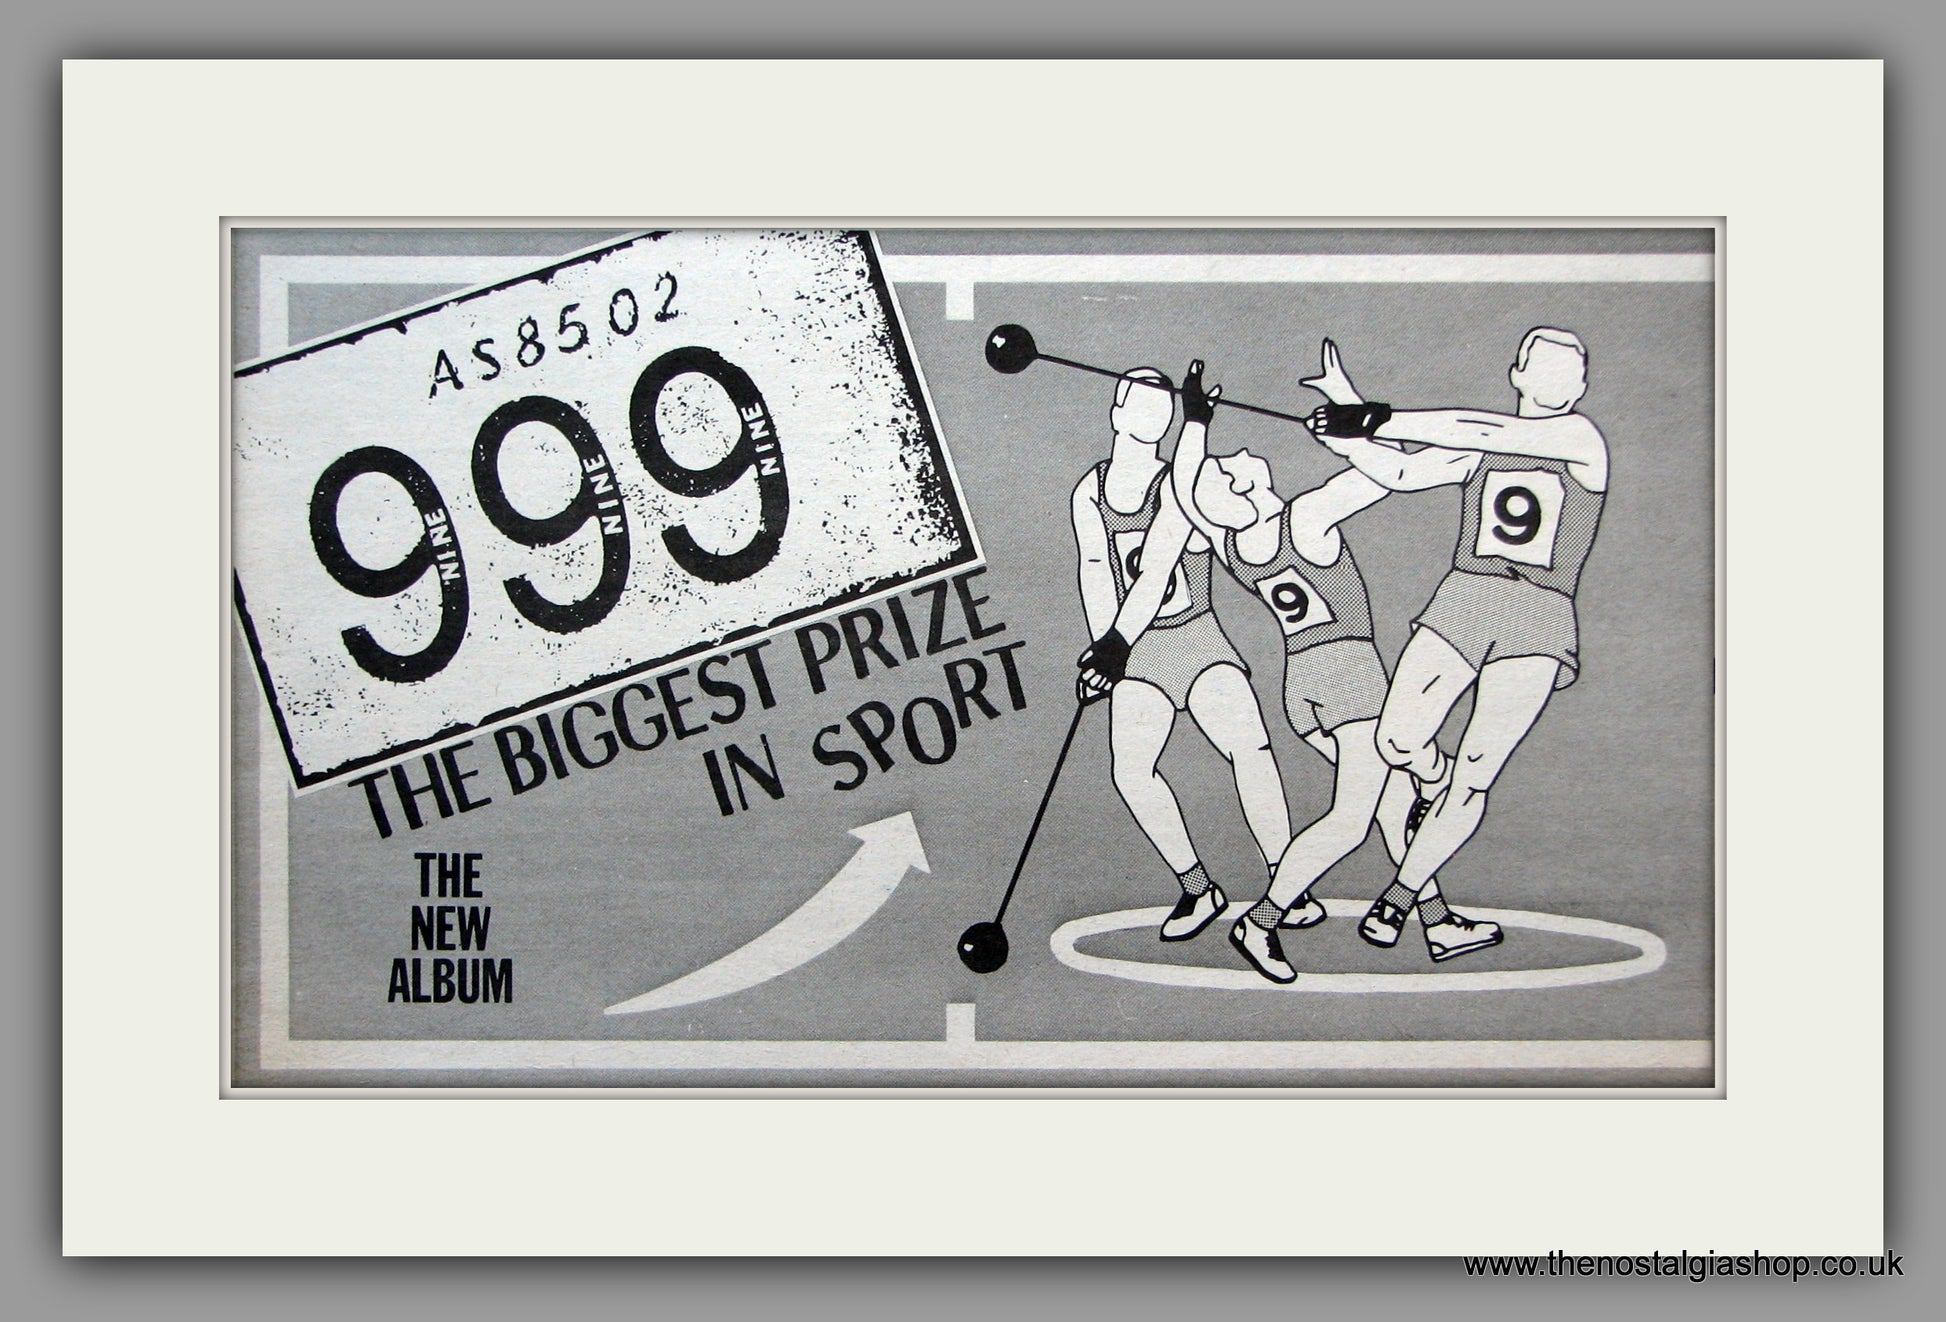 AS8502
999
NINE
NINE
NINE
THE BIGGEST PRIZE
IN SPORT
THE
NEW
ALBUM
9
9
9
www.thenostalgiashop.co.uk